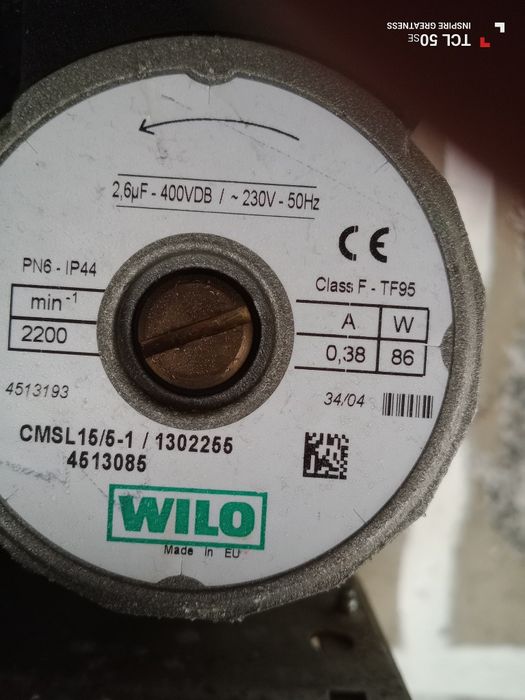 TCL 50SE
INSPIRE GREATNESS
2,6µF - 400VDB / ~ 230V - 50Hz
CE
PN6 - IP44
Class F - TF95
min⁻¹
2200
A W
0,38 86
4513193
34/04
CMSL15/5-1 / 1302255
4513085
WILO
Made in EU